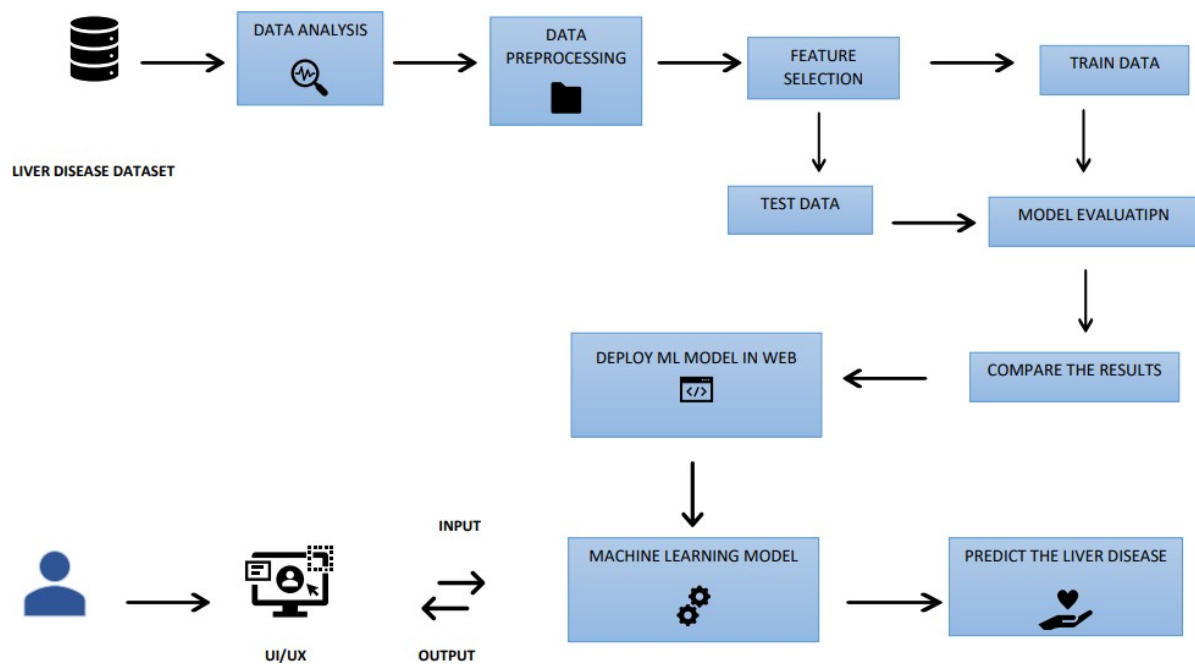 DATA ANALYSIS
DATA
PREPROCESSING
FEATURE
SELECTION
TRAIN DATA
LIVER DISEASE DATASET
TEST DATA
MODEL EVALUATIPN
DEPLOY ML MODEL IN WEB
</>
COMPARE THE RESULTS
INPUT
MACHINE LEARNING MODEL
PREDICT THE LIVER DISEASE
UI/UX
OUTPUT